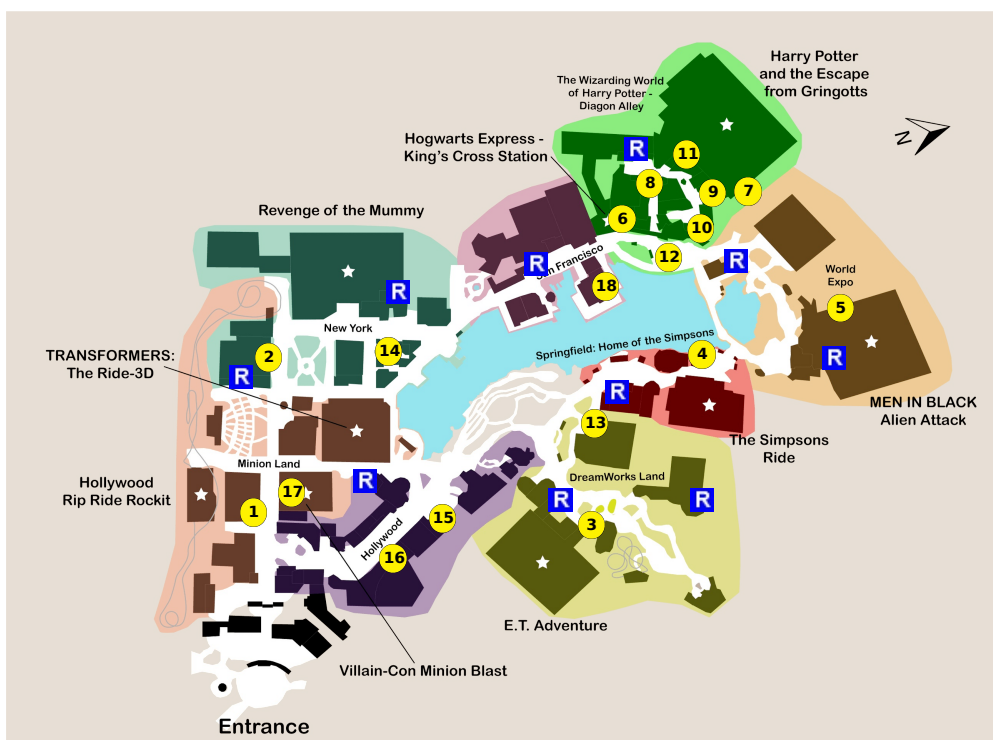 Harry Potter
and the Escape
from Gringotts
The Wizarding World
of Harry Potter -
Diagon Alley
N
Hogwarts Express -
King's Cross Station
R
11
8
9
7
6
10
12
Revenge of the Mummy
San Francisco
R
R
18
R
World
Expo
5
New York
14
2
R
TRANSFORMERS:
The Ride-3D
Springfield: Home of the Simpsons
4
R
R
MEN IN BLACK
Alien Attack
13
The Simpsons
Ride
Minion Land
Hollywood
Rip Ride Rockit
1
17
R
15
Hollywood
16
DreamWorks Land
R
R
3
E.T. Adventure
Villain-Con Minion Blast
Entrance